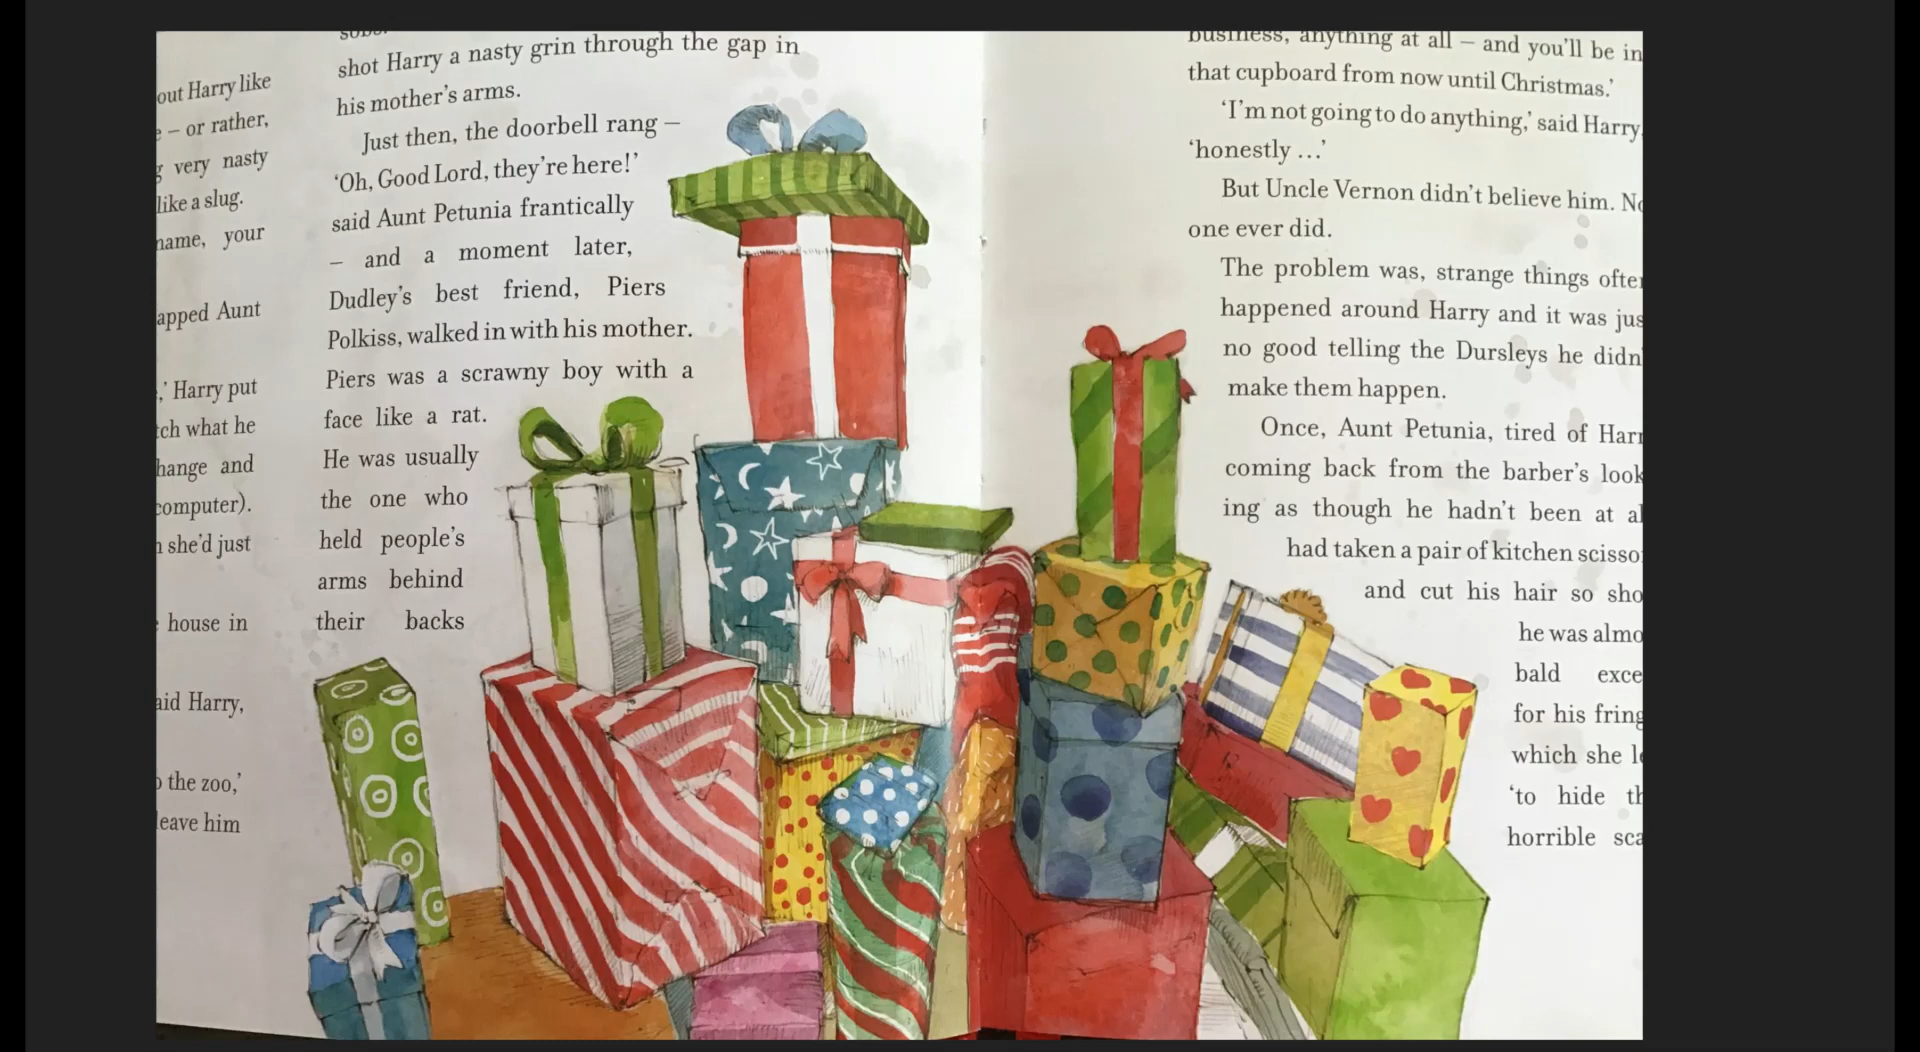 out Harry like
– or rather,
very nasty
like a slug.
name, your
apped Aunt
,’ Harry put
tch what he
hange and
computer).
she’d just
house in
aid Harry,
the zoo,’
leave him
shot Harry a nasty grin through the gap in
his mother’s arms.
Just then, the doorbell rang –
‘Oh, Good Lord, they’re here!’
said Aunt Petunia frantically
– and a moment later,
Dudley’s best friend, Piers
Polkiss, walked in with his mother.
Piers was a scrawny boy with a
face like a rat.
He was usually
the one who
held people’s
arms behind
their backs
business, anything at all – and you’ll be in
that cupboard from now until Christmas.’
‘I’m not going to do anything,’ said Harry,
‘honestly ...’
But Uncle Vernon didn’t believe him. No
one ever did.
The problem was, strange things ofte
happened around Harry and it was jus
no good telling the Dursleys he didn’
make them happen.
Once, Aunt Petunia, tired of Harr
coming back from the barber’s look
ing as though he hadn’t been at al
had taken a pair of kitchen scisso
and cut his hair so sho
he was almo
bald exce
for his fring
which she le
‘to hide th
horrible sca